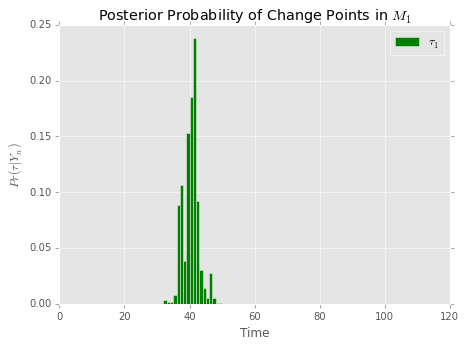 Posterior Probability of Change Points in M₁
τ₁
0.25
0.20
0.15
0.10
0.05
0.00
Pr(τ|Yₙ)
0 20 40 60 80 100 120
Time